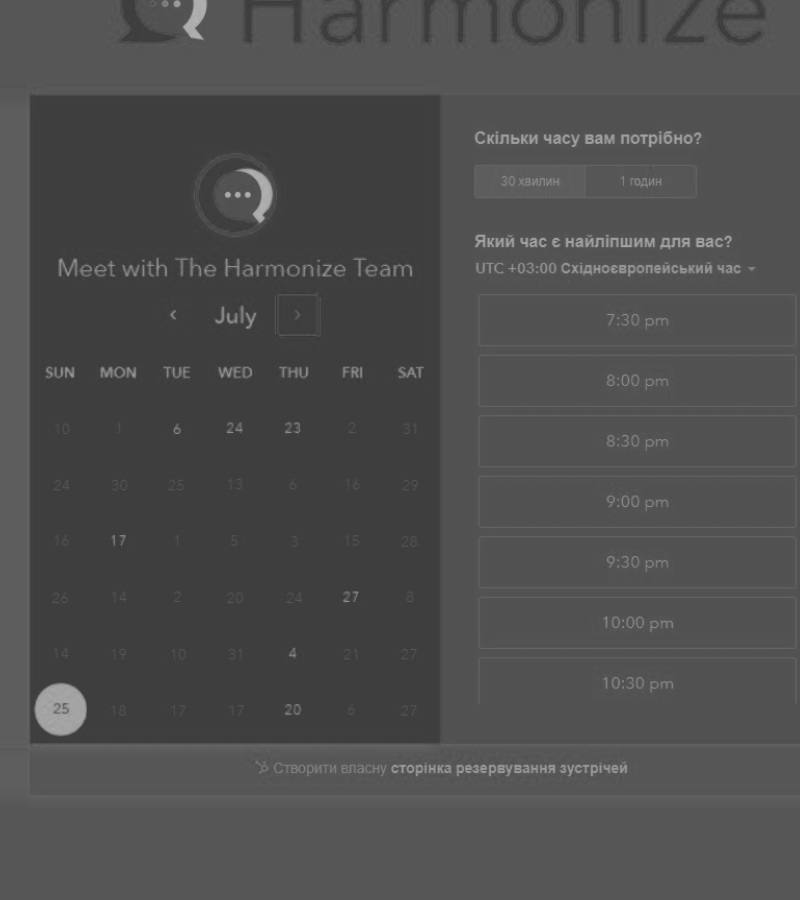 Harmonize
Meet with The Harmonize Team
July
SUN MON TUE WED THU FRI SAT
10 1 6 24 23 2 31
24 30 25 13 6 16 29
16 17 1 5 3 15 28
26 14 2 20 24 27 8
14 19 10 31 4 21 27
25 18 17 17 20 6 27
Скільки часу вам потрібно?
30 хвилин 1 годин
Який час є найліпшим для вас?
UTC +03:00 Східноєвропейський час
7:30 pm
8:00 pm
8:30 pm
9:00 pm
9:30 pm
10:00 pm
10:30 pm
Створити власну сторінка резервування зустрічей